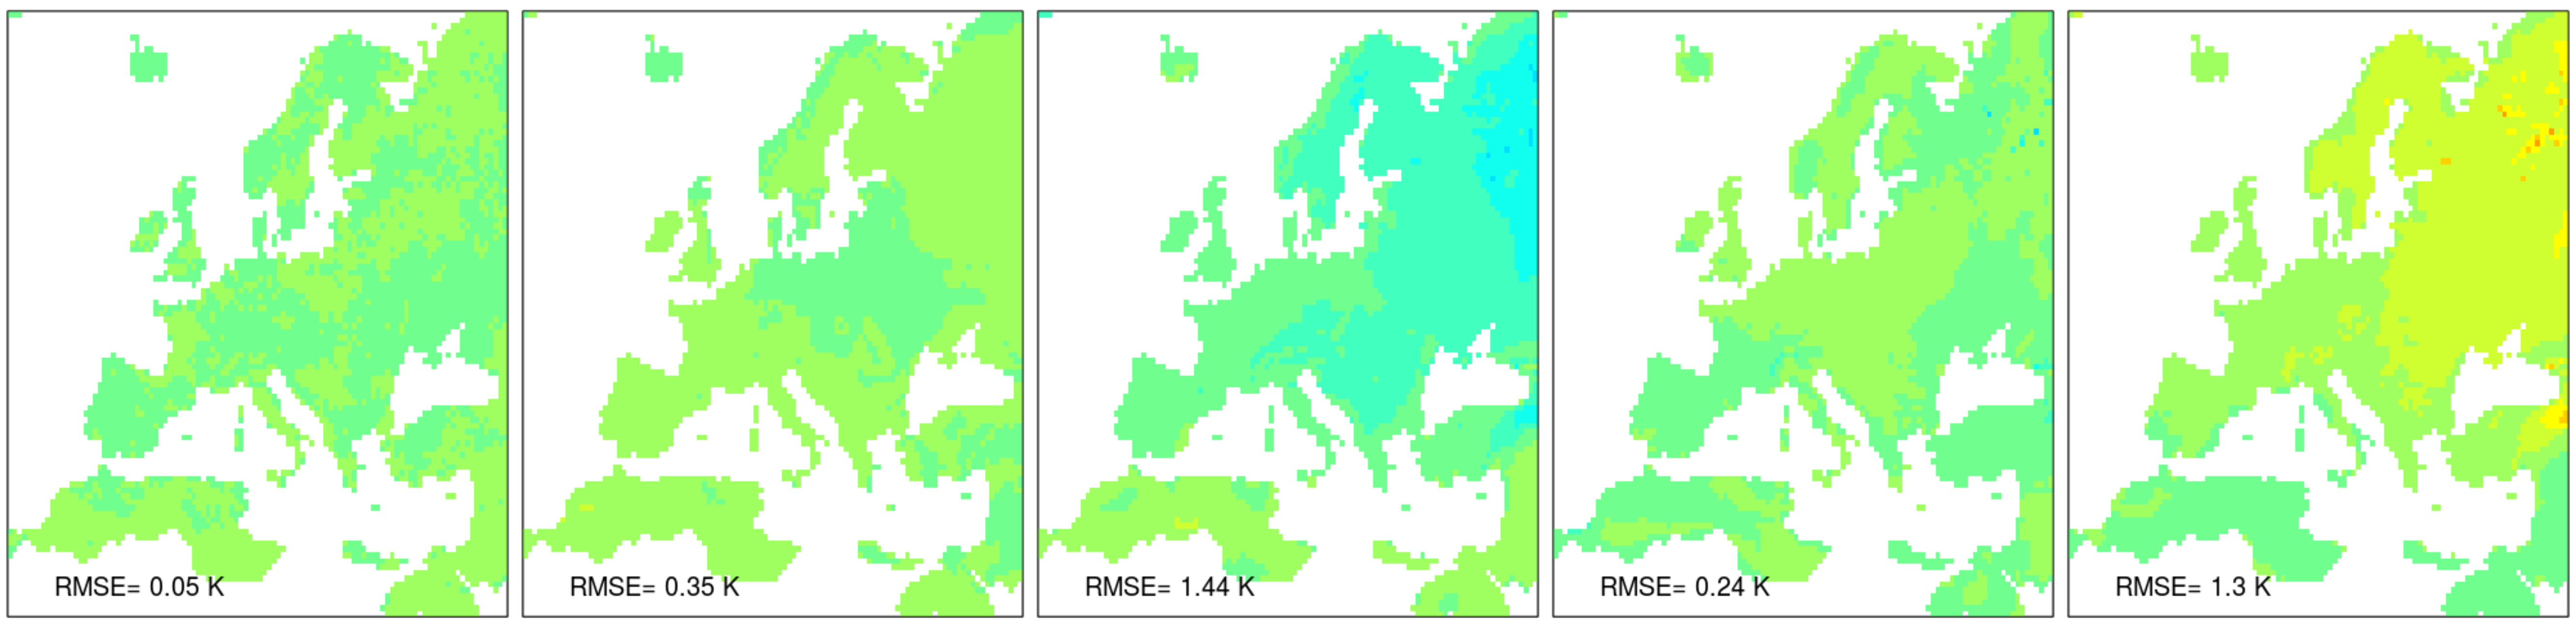 RMSE= 0.05 K
RMSE= 0.35 K
RMSE= 1.44 K
RMSE= 0.24 K
RMSE= 1.3 K